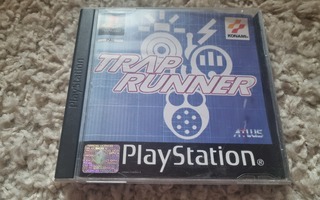 KONAMI
TRAP
RUNNER
ATLUS
PlayStation
PlayStation®